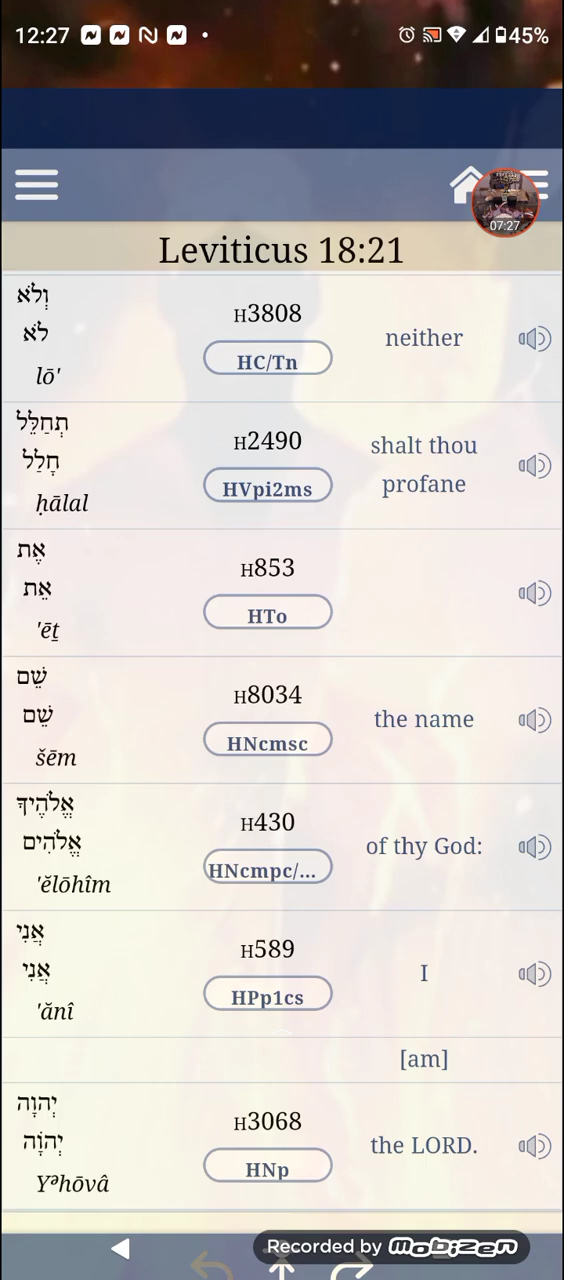 12:27
45%
07:27
Leviticus 18:21
וְלֹא
לֹא
lō'
H3808
HC/Tn
neither
תְחַלֵּל
חָלַל
ḥālal
H2490
HVpi2ms
shalt thou
profane
אֶת
אֵת
'ēṯ
H853
HTo
שֵׁם
שֵׁם
šēm
H8034
HNcmsc
the name
אֱלֹהֶיךָ
אֱלֹהִים
'ĕlōhîm
H430
HNcmpc/...
of thy God:
אֲנִי
אֲנִי
'ănî
H589
HPp1cs
I
[am]
יְהוָה
יְהֹוָה
Yᵊhōvâ
H3068
HNp
the LORD.
Recorded by Mobizen